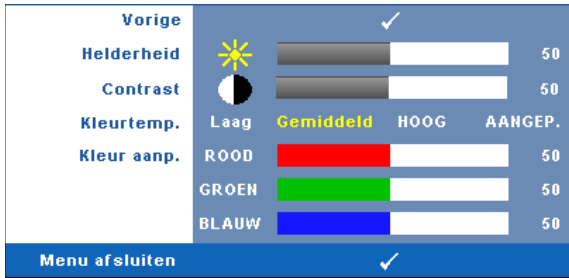 Vorige
Helderheid 50
Contrast 50
Kleurtemp. Laag Gemiddeld HOOG AANGEP.
Kleur aanp. ROOD 50
GROEN 50
BLAUW 50
Menu afsluiten